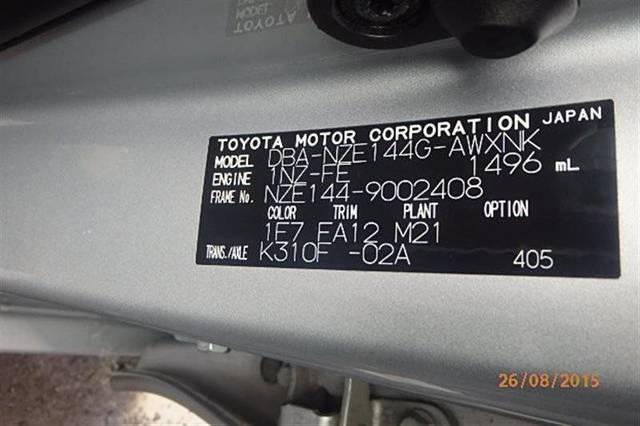 TOYOTA MOTOR CORPORATION JAPAN
MODEL DBA-NZE144G-AWXNK
ENGINE 1NZ-FE 1496 mL
FRAME No. NZE144-9002408
COLOR TRIM PLANT OPTION
1F7 FA12 M21
TRANS./AXLE K310F -02A 405
26/08/2015